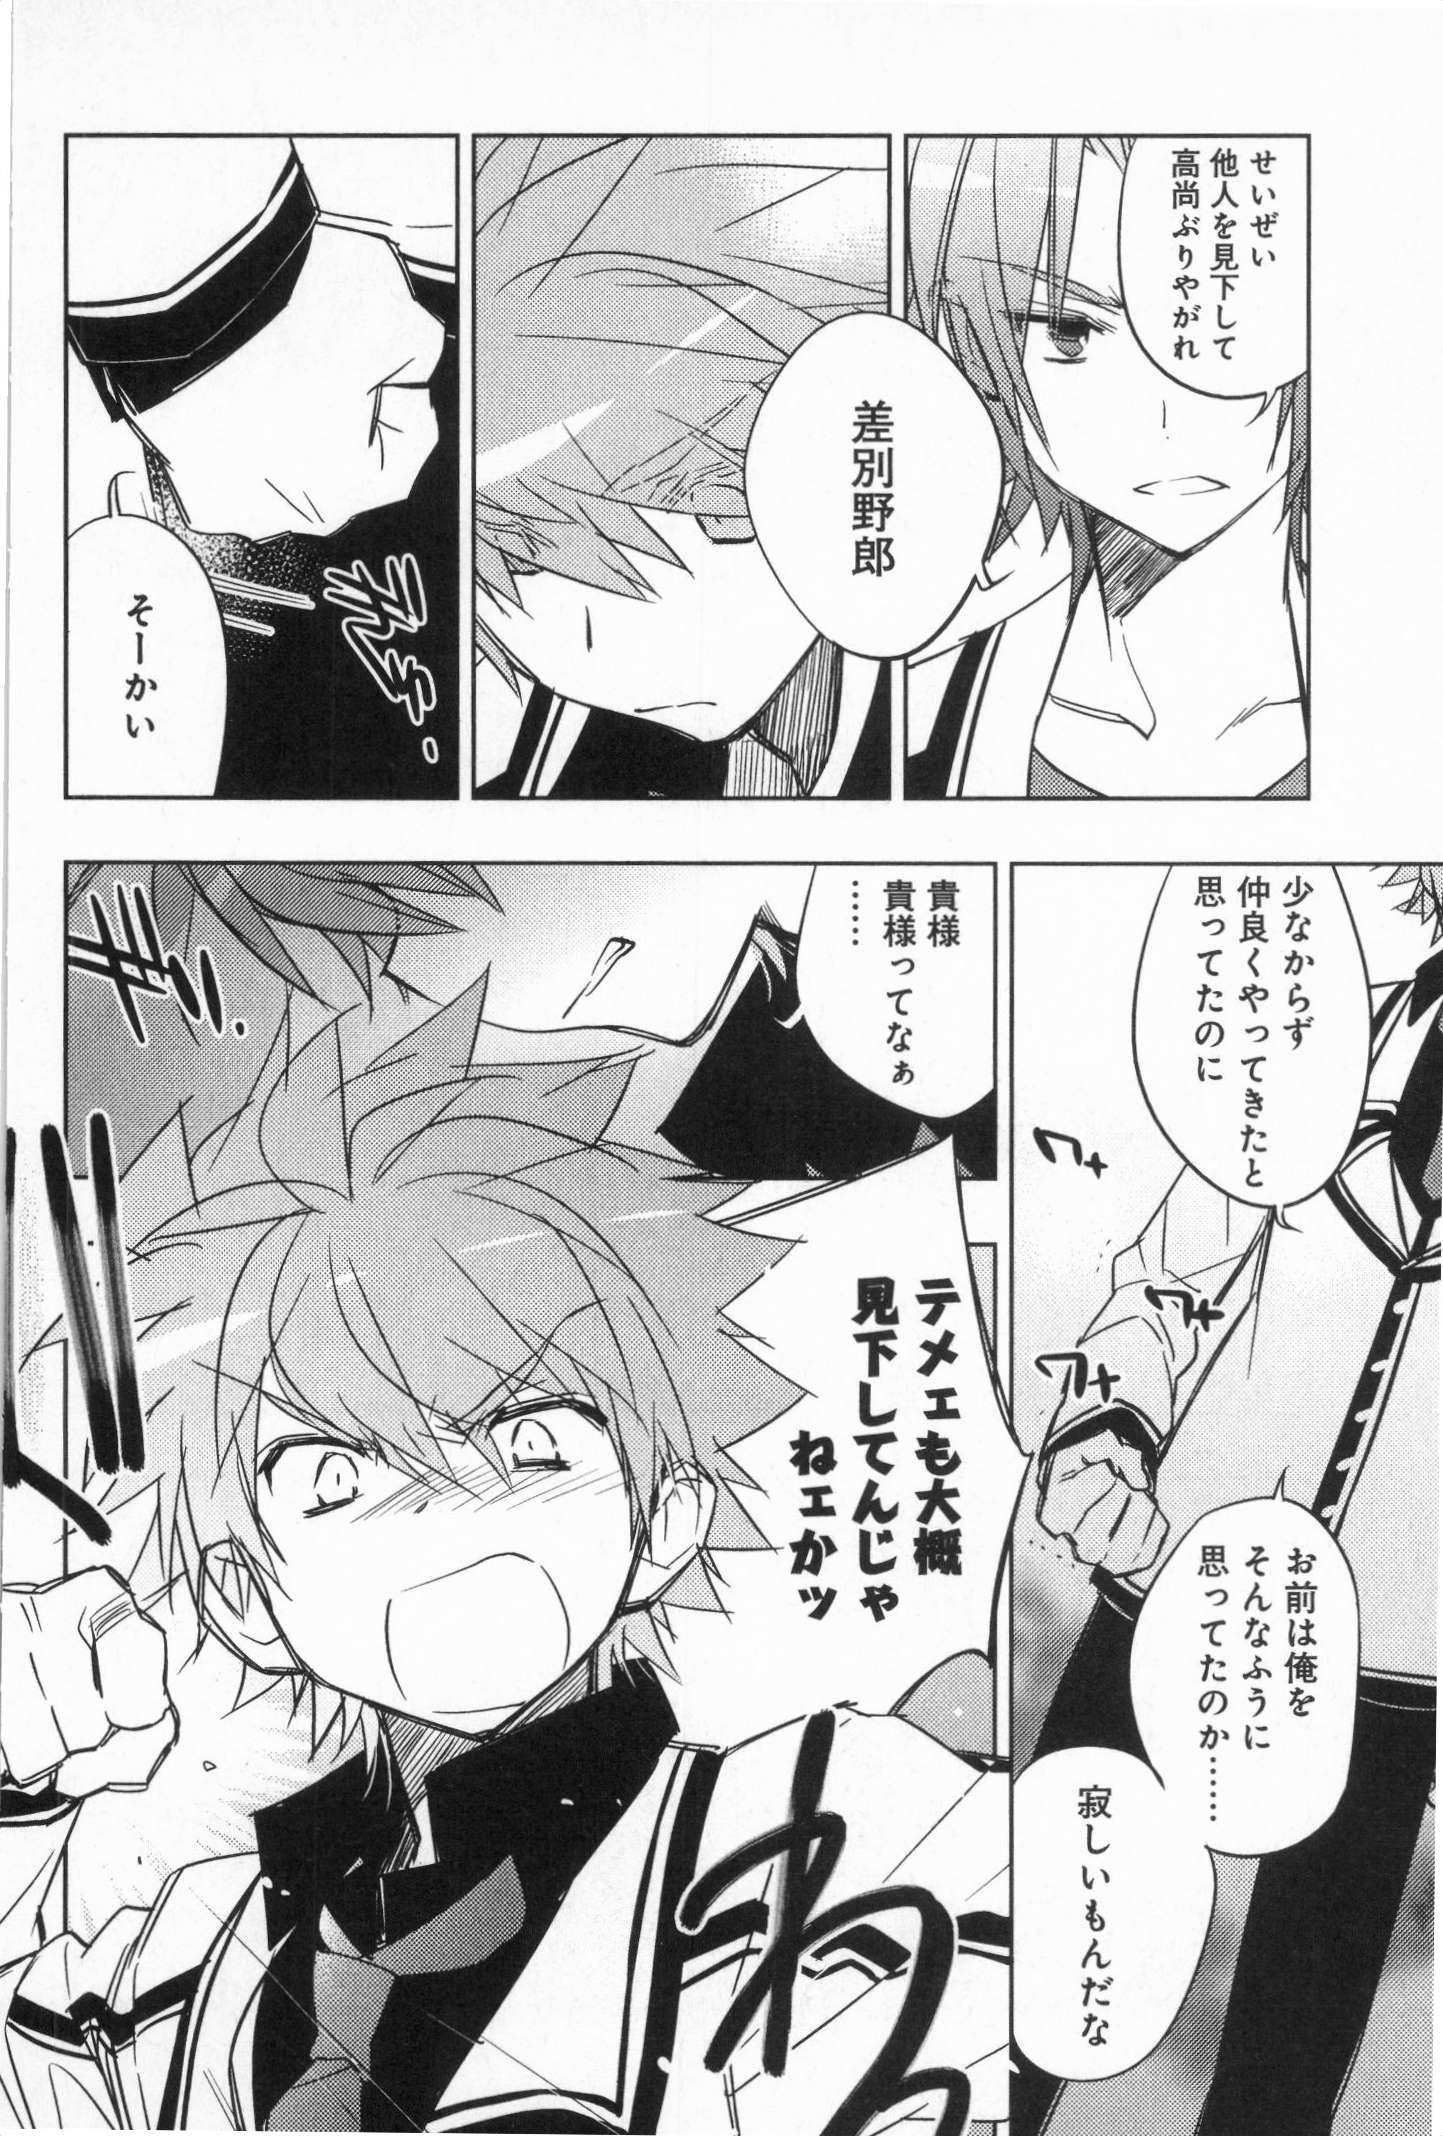 せいぜい
他人を見下して
高尚ぶりやがれ
差別野郎
そーかい
少なからず
仲良くやってきたと
思ってたのに
お前は俺を
そんなふうに
思ってたのか……
寂しいもんだな
貴様
貴様ってなぁ
……
テメェも大概
見下してんじゃ
ねェかッ